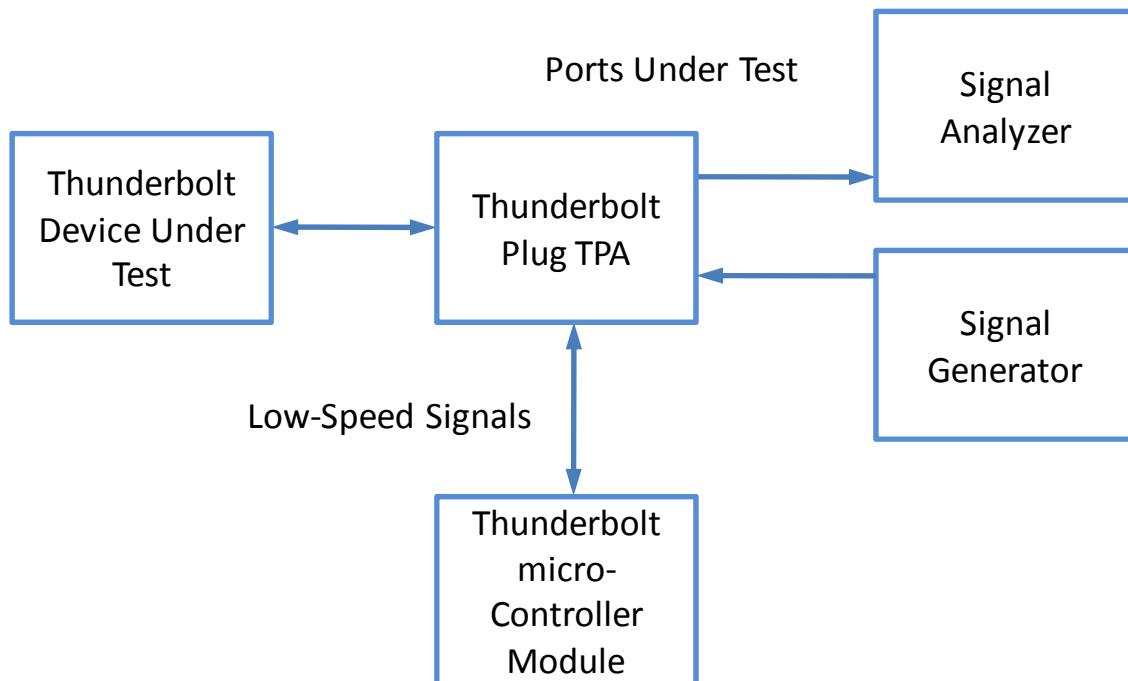 Ports Under Test
Signal
Analyzer
Thunderbolt
Device Under
Test
Thunderbolt
Plug TPA
Signal
Generator
Low-Speed Signals
Thunderbolt
micro-
Controller
Module